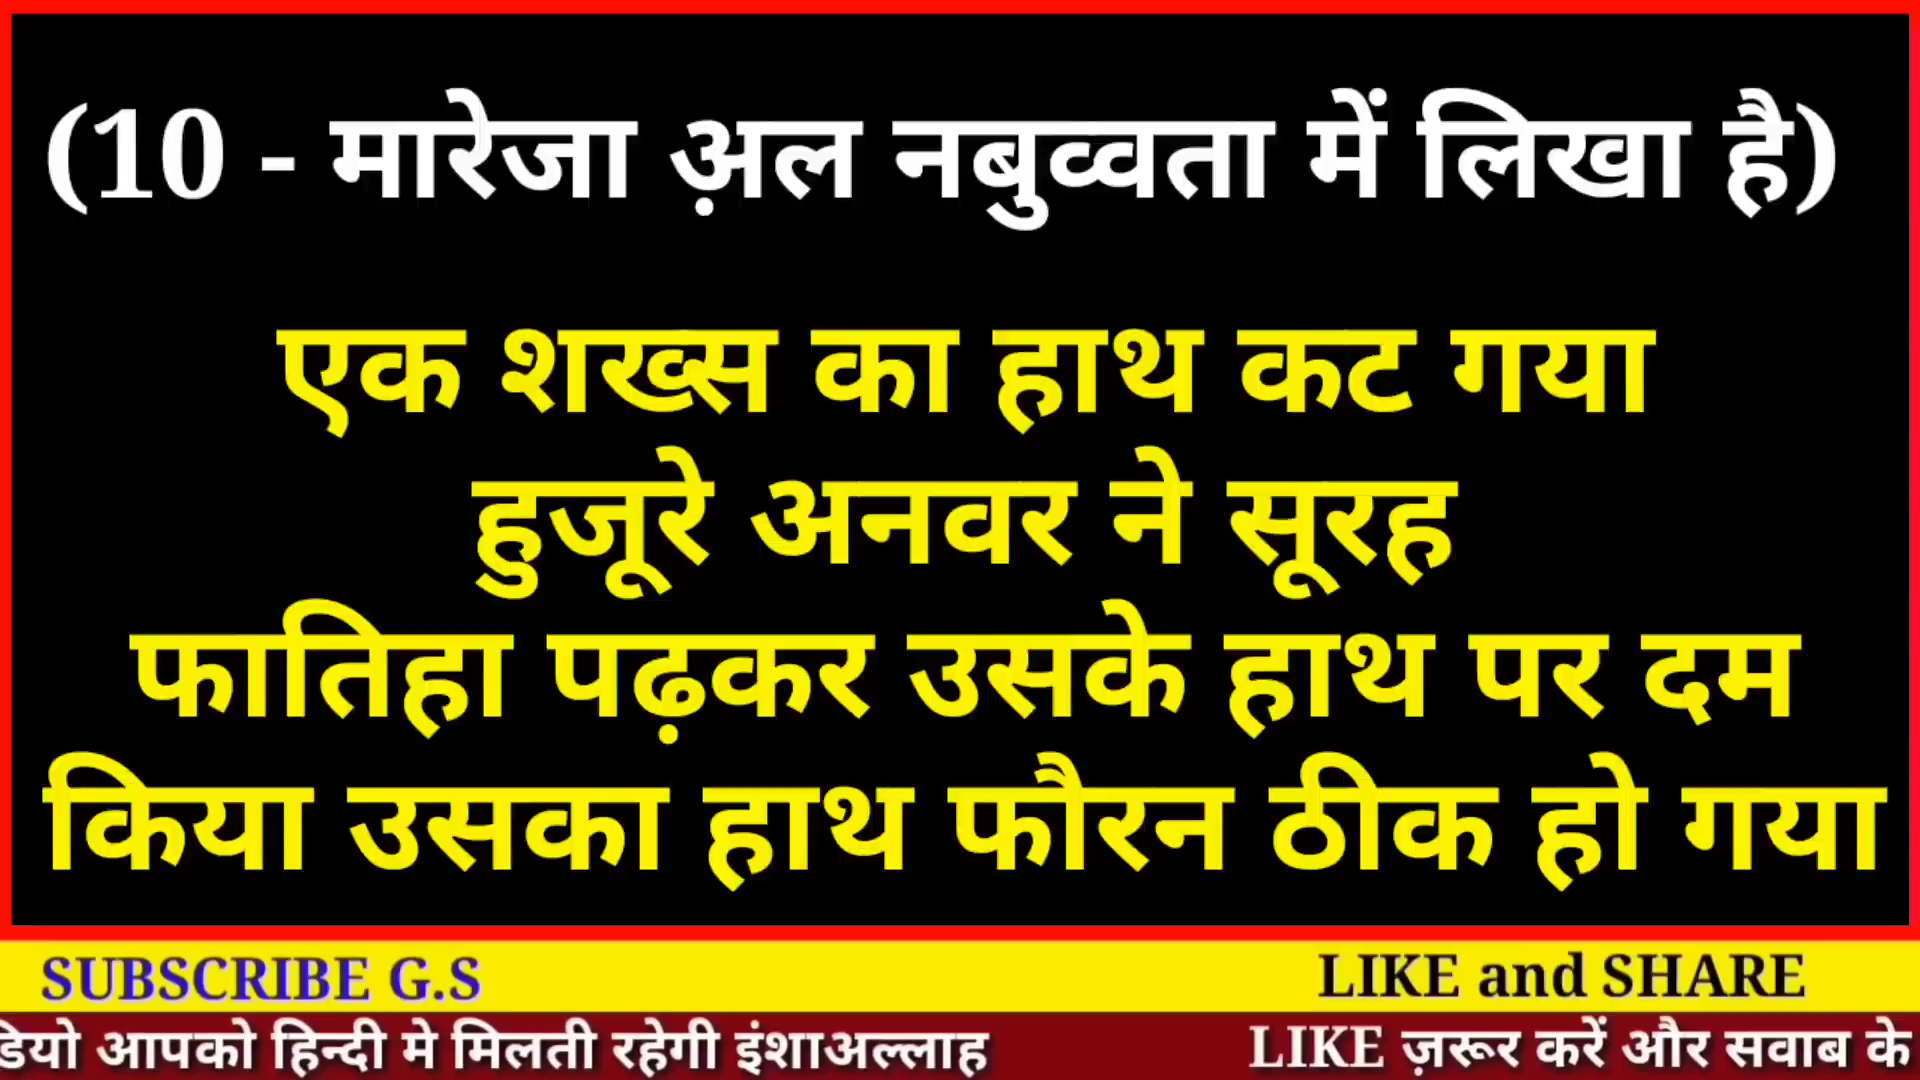 (10 - मारेजा अ़ल नबुव्वता में लिखा है)
एक शख्स का हाथ कट गया
हुजूरे अनवर ने सूरह
फातिहा पढ़कर उसके हाथ पर दम
किया उसका हाथ फौरन ठीक हो गया
SUBSCRIBE G.S
LIKE and SHARE
डियो आपको हिन्दी मे मिलती रहेगी इंशाअल्लाह
LIKE ज़रूर करें और सवाब के